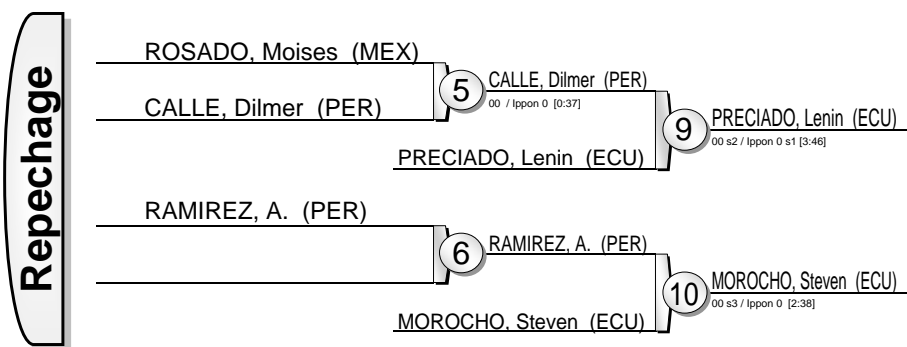 Repechage
ROSADO, Moises (MEX)
CALLE, Dilmer (PER)
5
CALLE, Dilmer (PER)
00 / Ippon 0 [0:37]
PRECIADO, Lenin (ECU)
9
PRECIADO, Lenin (ECU)
00 s2 / Ippon 0 s1 [3:46]
RAMIREZ, A. (PER)
6
RAMIREZ, A. (PER)
MOROCHO, Steven (ECU)
10
MOROCHO, Steven (ECU)
00 s3 / Ippon 0 [2:38]